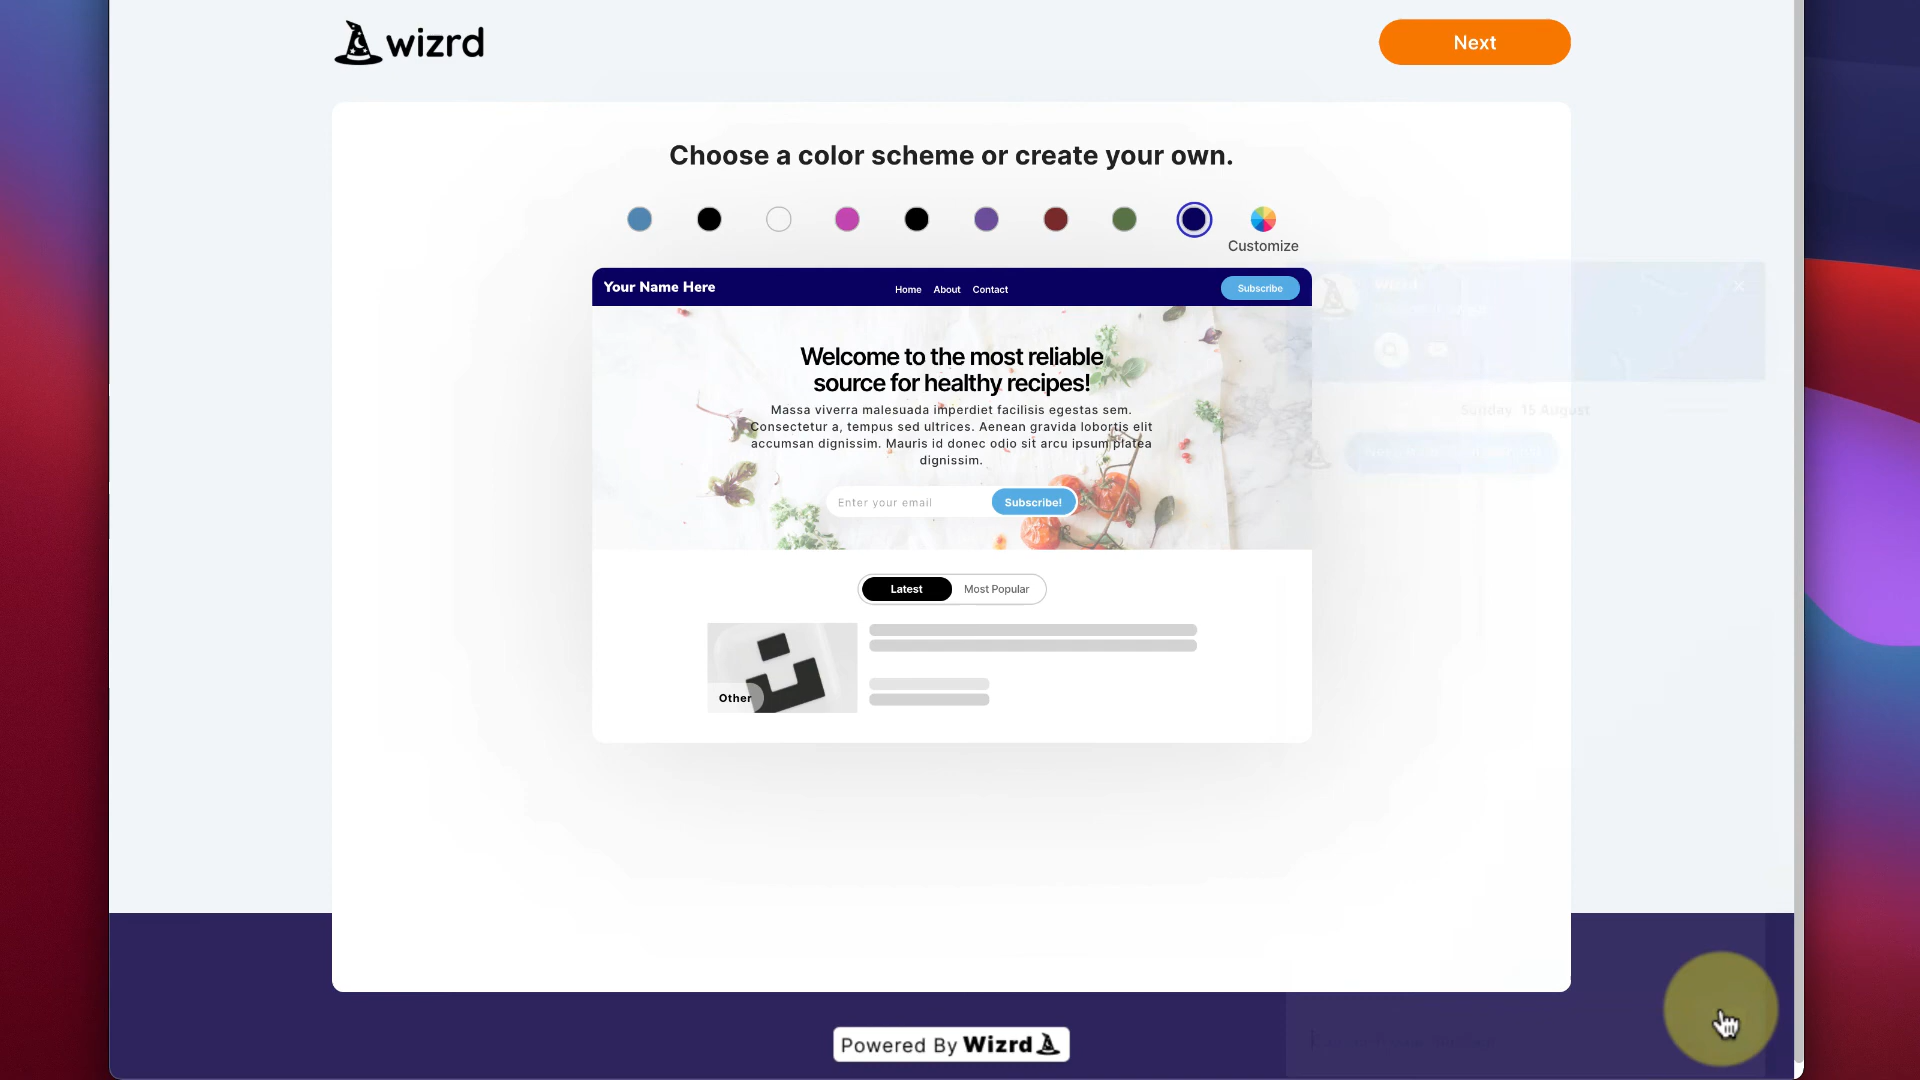 wizrd
Next
Choose a color scheme or create your own.
Customize
Your Name Here
Home About Contact
Subscribe
Welcome to the most reliable
source for healthy recipes!
Massa viverra malesuada imperdiet facilisis egestas sem.
Consectetur a, tempus sed ultrices. Aenean gravida lobortis elit
accumsan dignissim. Mauris id donec odio sit arcu ipsum platea
dignissim.
Enter your email
Subscribe!
Latest
Most Popular
Other
Sunday, 15 August
Powered By Wizrd